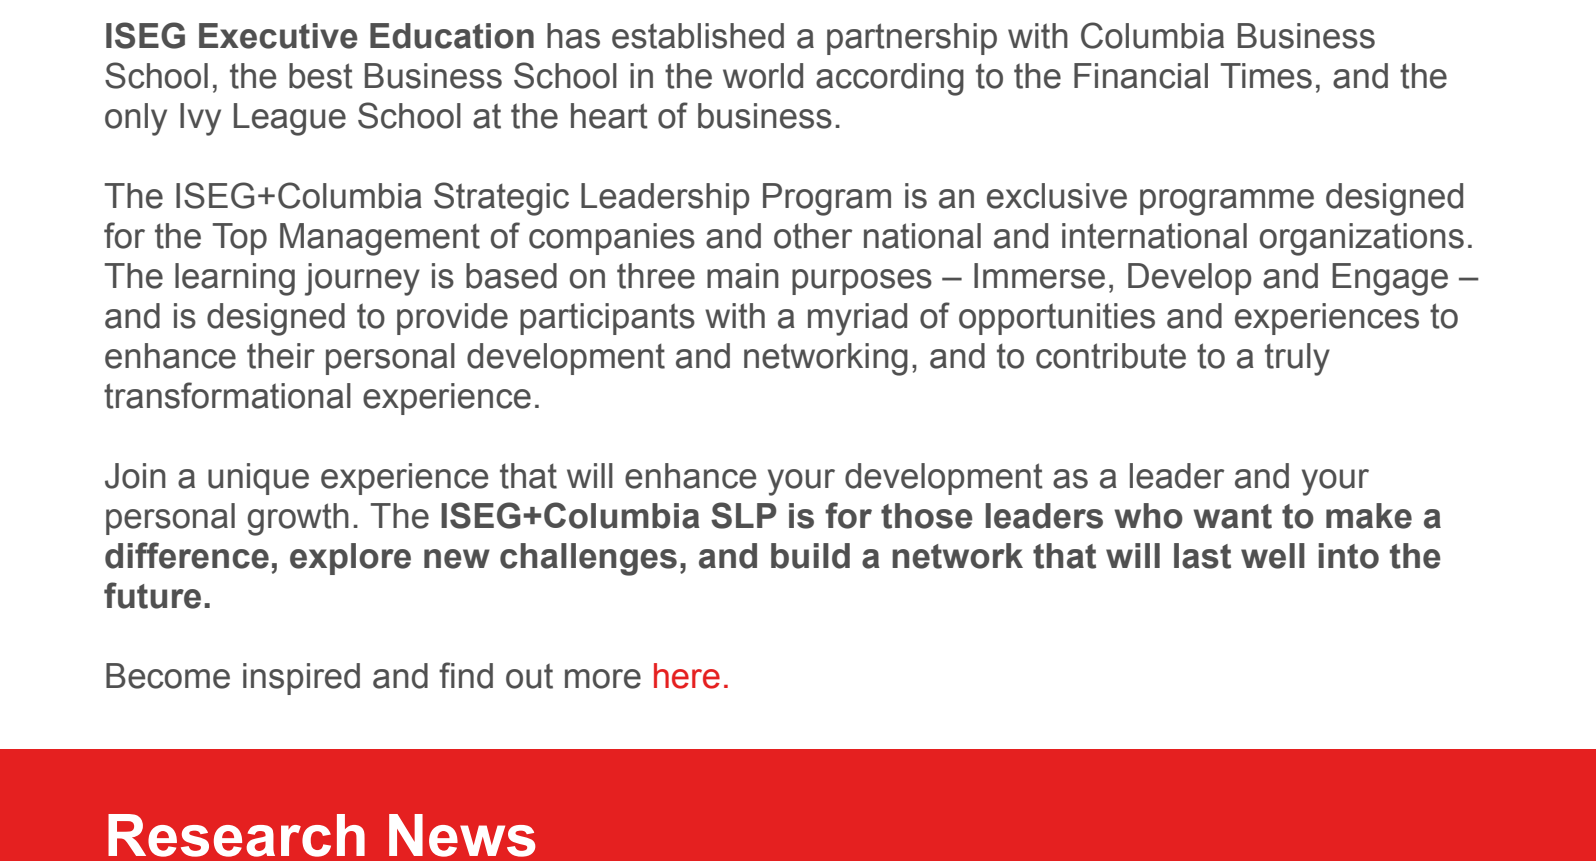 ISEG Executive Education has established a partnership with Columbia Business
School, the best Business School in the world according to the Financial Times, and the
only Ivy League School at the heart of business.
The ISEG+Columbia Strategic Leadership Program is an exclusive programme designed
for the Top Management of companies and other national and international organizations.
The learning journey is based on three main purposes – Immerse, Develop and Engage –
and is designed to provide participants with a myriad of opportunities and experiences to
enhance their personal development and networking, and to contribute to a truly
transformational experience.
Join a unique experience that will enhance your development as a leader and your
personal growth. The ISEG+Columbia SLP is for those leaders who want to make a
difference, explore new challenges, and build a network that will last well into the
future.
Become inspired and find out more here.
Research News